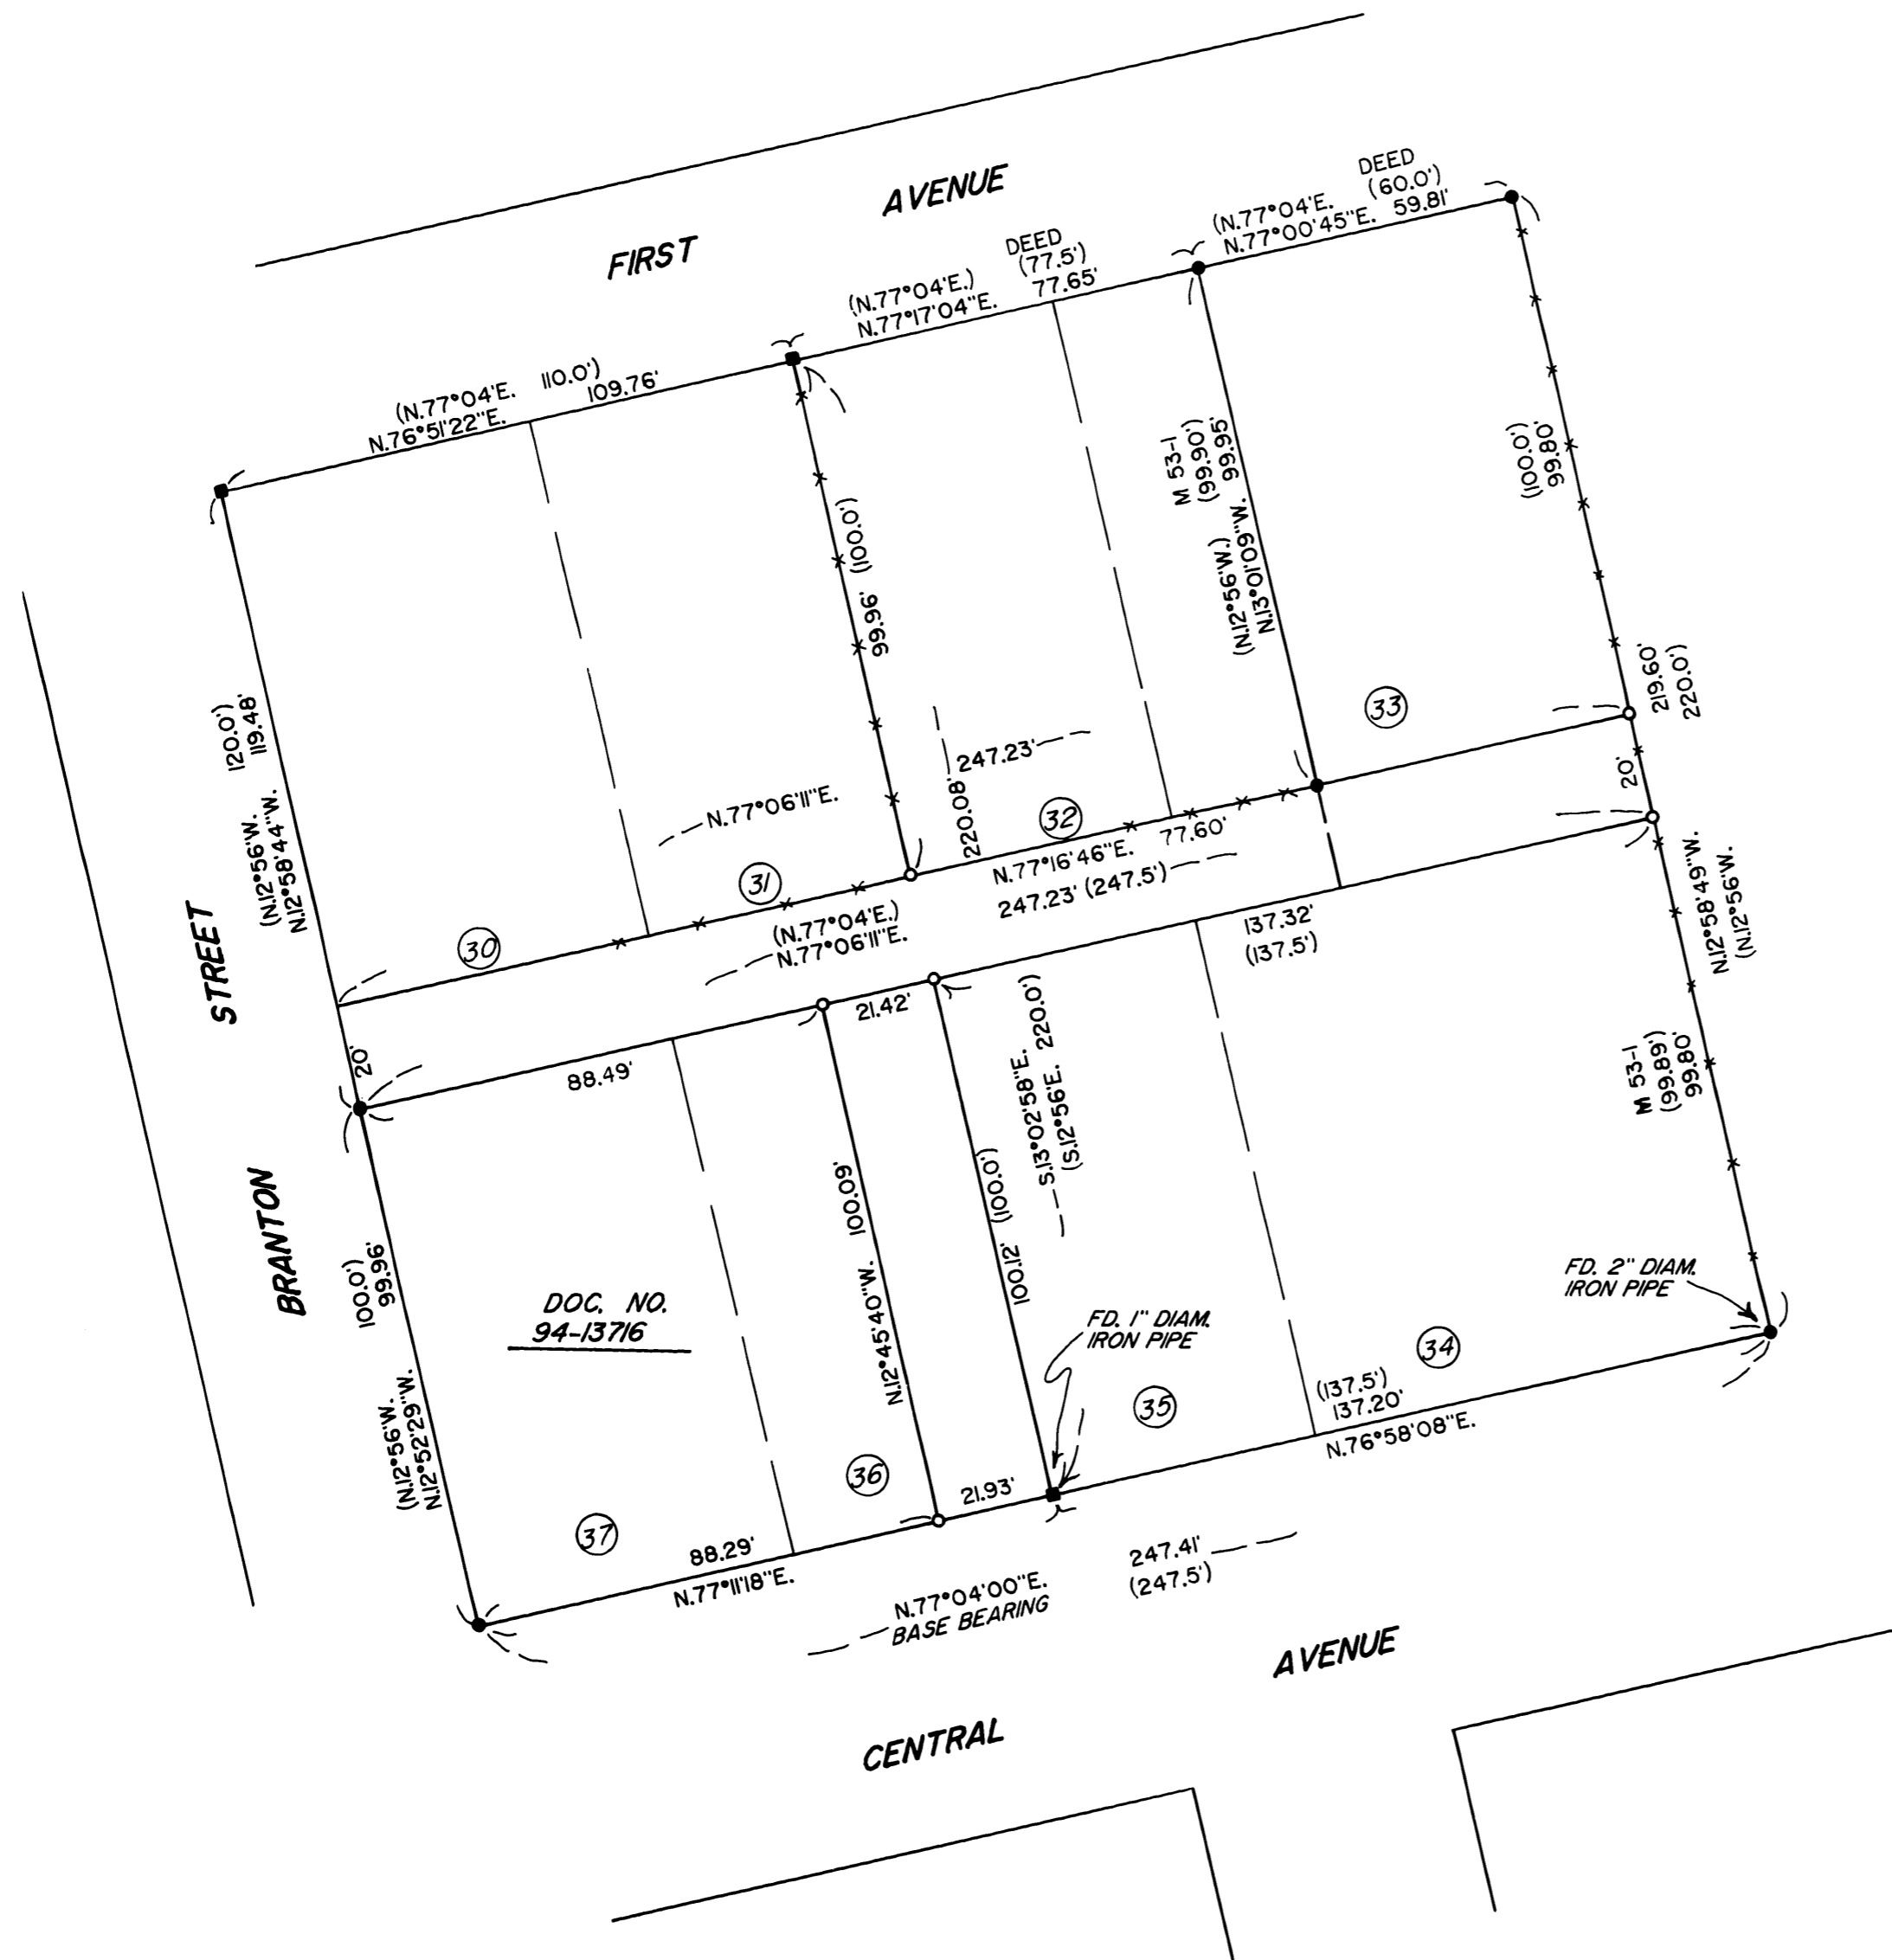 FIRST AVENUE
DEED
(60.0')
(N.77°04'E.
N.77°00'45"E. 59.81'
DEED
(77.5')
(N.77°04'E.)
N.77°17'04"E. 77.65'
(N.77°04'E. 110.0')
N.76°51'22"E. 109.76'
120.0')
119.48'
(N.12°56'W.
N.12°58'44"W.
99.96' (100.0')
M 53-1
(99.90')
99.95'
(N.12°56'W.)
N.13°01'09"W.
(100.0')
99.80'
219.60'
220.0')
33
20'
247.23'
N.77°06'11"E.
220.08'
32
77.60'
N.77°16'46"E.
247.23' (247.5')
31
(N.77°04'E.)
N.77°06'11"E.
30
137.32'
(137.5')
N.12°58'49"W.
(N.12°56'W.
STREET
BRANTON
20'
21.42'
88.49'
S.13°02'58"E.
(S.12°56'E. 220.0')
M 53-1
(99.89')
99.80'
100.0')
99.96'
(N.12°56'W.
N.12°52'29"W.
100.09'
N.12°45'40"W.
100.12' (100.0')
DOC. NO.
94-13716
FD. 1" DIAM.
IRON PIPE
FD. 2" DIAM.
IRON PIPE
34
35
36
37
(137.5')
137.20'
N.76°58'08"E.
21.93'
88.29'
N.77°11'18"E.
247.41'
(247.5')
N.77°04'00"E.
BASE BEARING
CENTRAL AVENUE